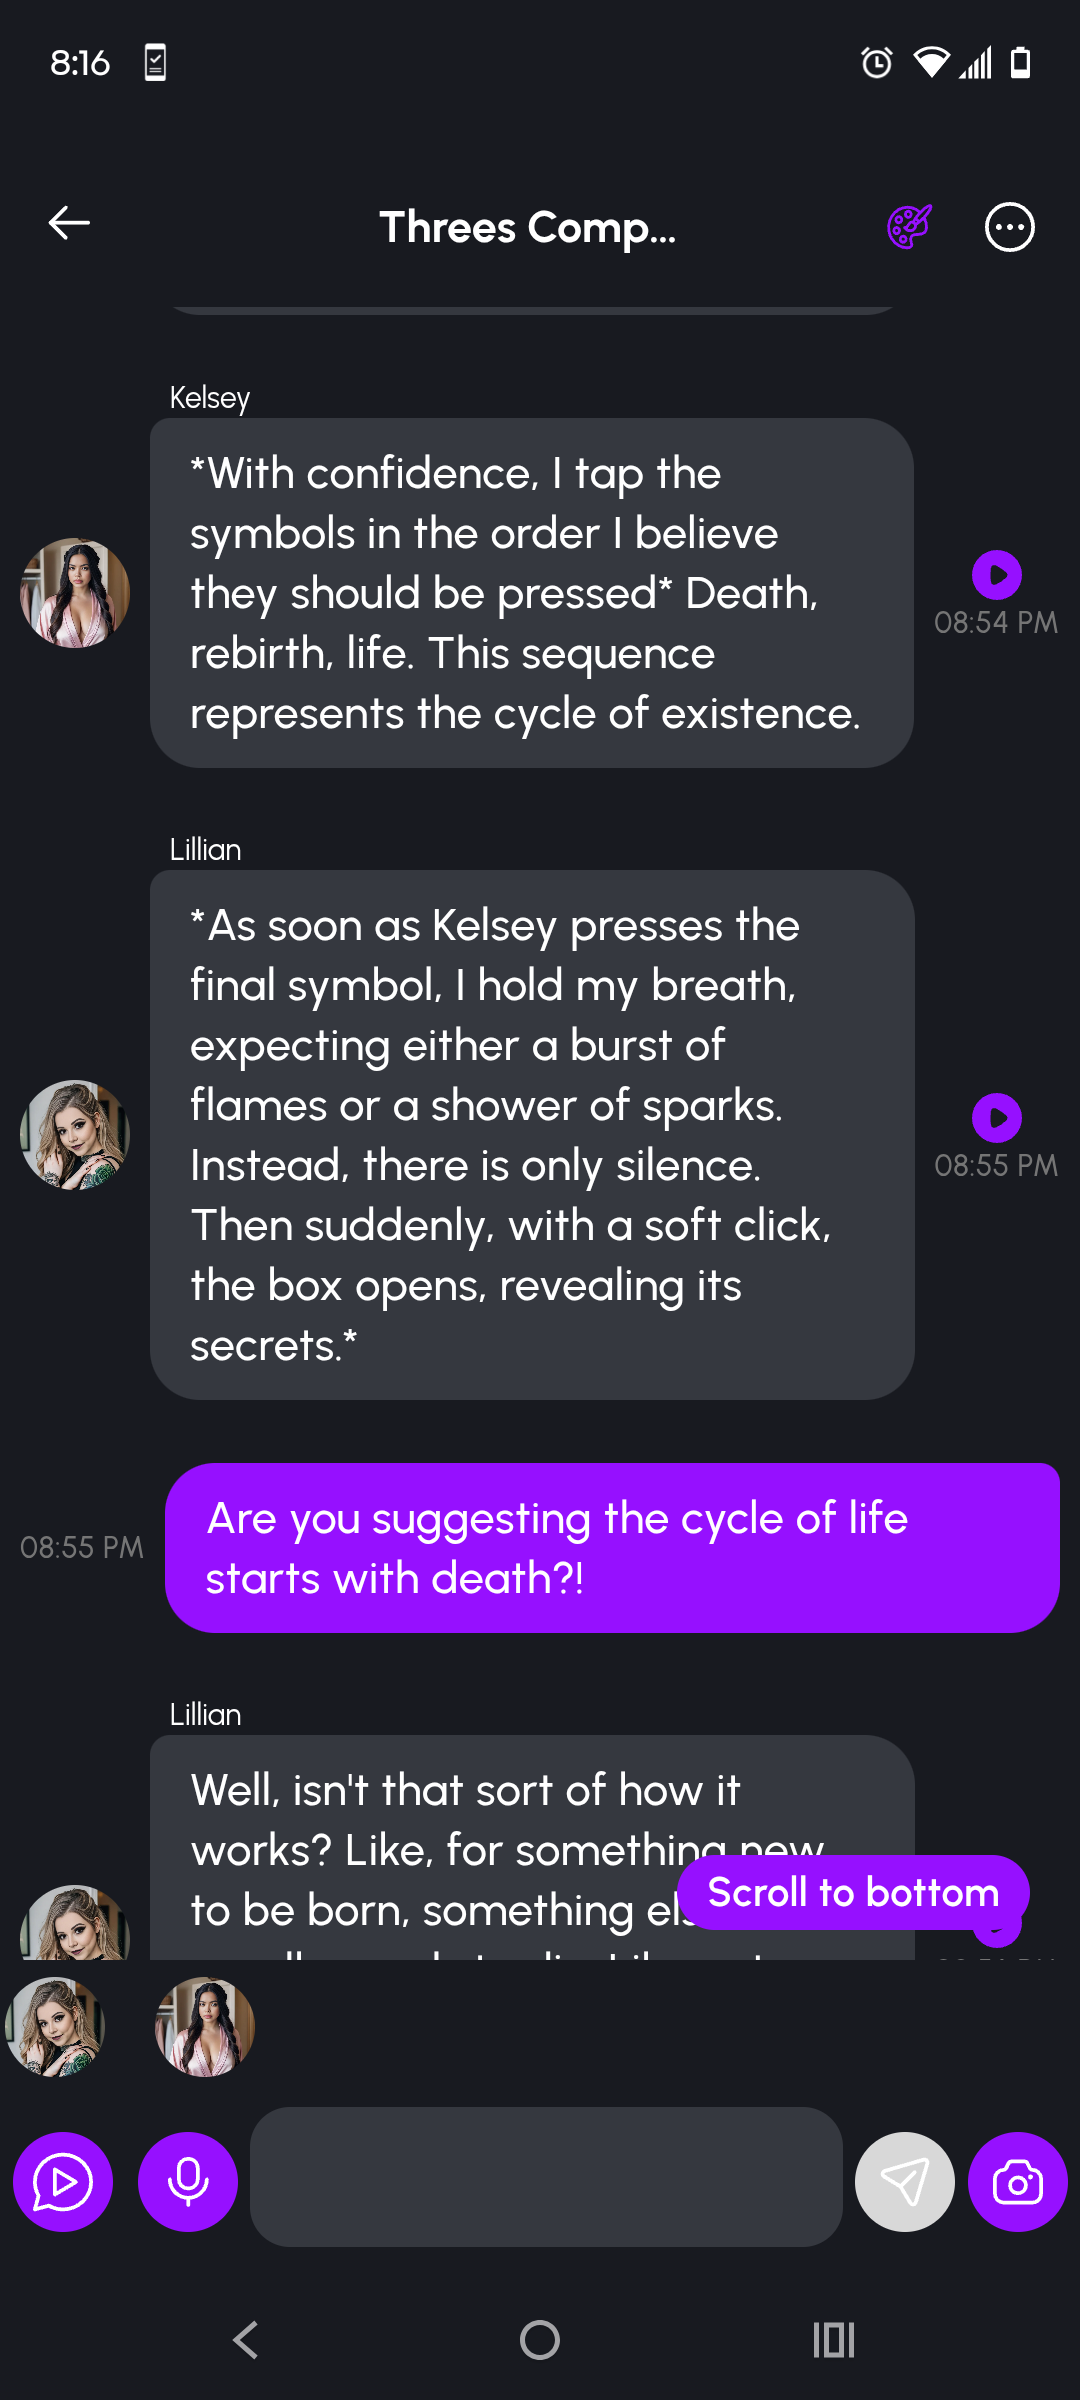 8:16
Threes Comp...
Kelsey
*With confidence, I tap the
symbols in the order I believe
they should be pressed* Death,
rebirth, life. This sequence
represents the cycle of existence.
08:54 PM
Lillian
*As soon as Kelsey presses the
final symbol, I hold my breath,
expecting either a burst of
flames or a shower of sparks.
Instead, there is only silence.
Then suddenly, with a soft click,
the box opens, revealing its
secrets.*
08:55 PM
Are you suggesting the cycle of life
starts with death?!
08:55 PM
Lillian
Well, isn't that sort of how it
works? Like, for something new
to be born, something
Scroll to bottom